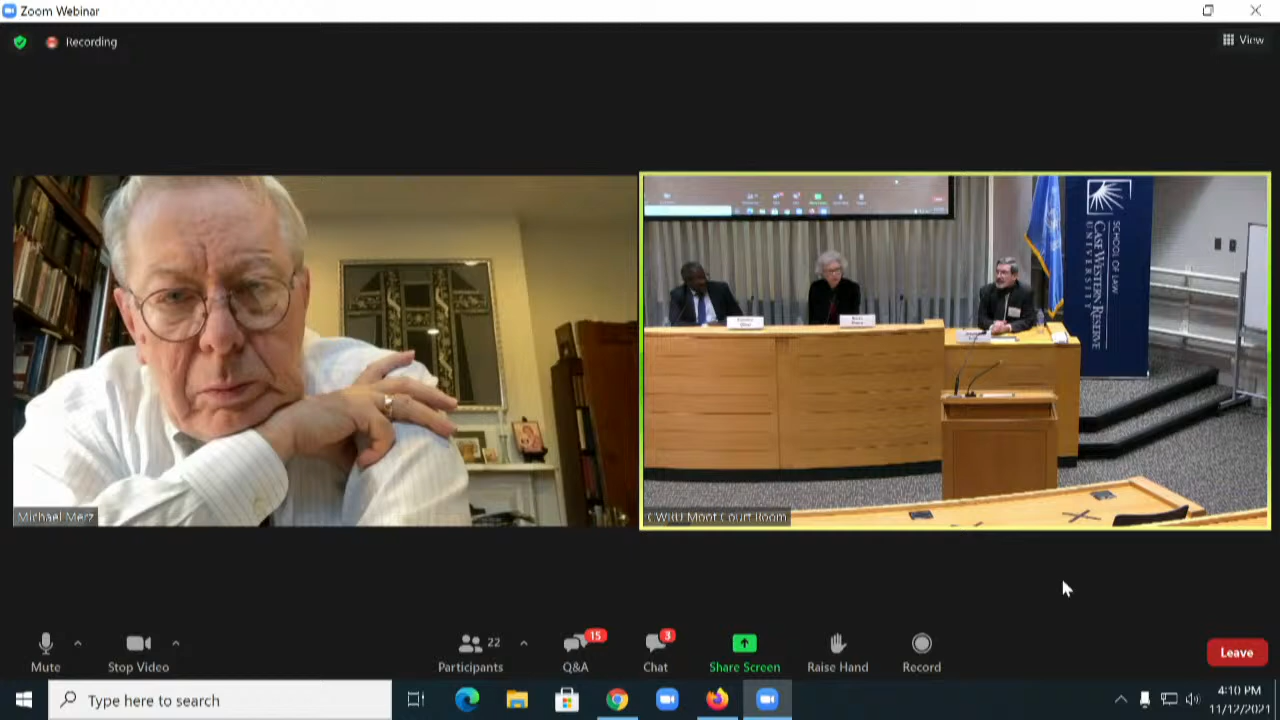 Zoom Webinar
Recording
View
SCHOOL OF LAW
CASE WESTERN RESERVE
UNIVERSITY
Michael Merz
CWRU Moot Court Room
Mute
Stop Video
22
Participants
15
Q&A
3
Chat
Share Screen
Raise Hand
Record
Leave
Type here to search
4:10 PM
11/12/2021